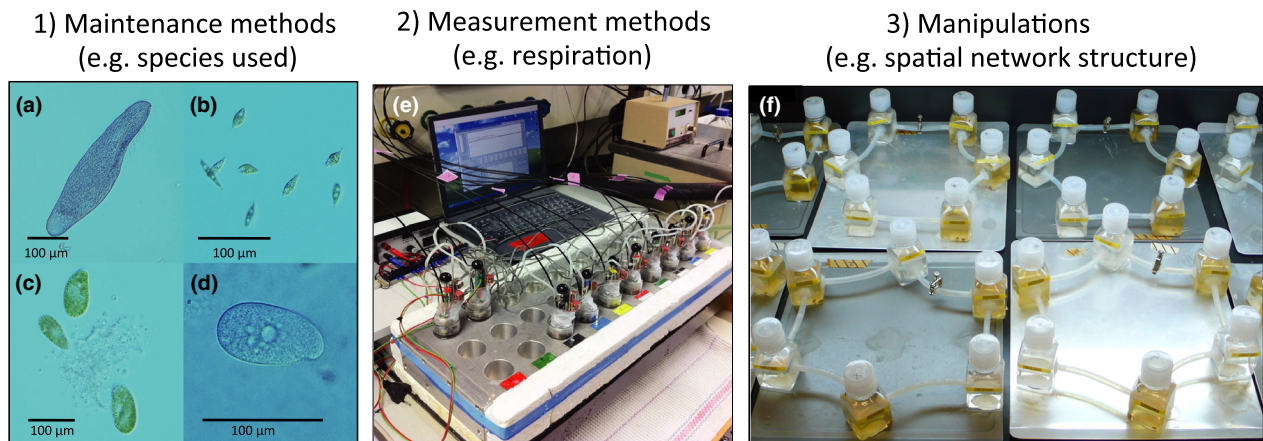 1) Maintenance methods
(e.g. species used)
2) Measurement methods
(e.g. respiration)
3) Manipulations
(e.g. spatial network structure)
(a)
(b)
100 µm
100 µm
(c)
(d)
100 µm
100 µm
(e)
(f)